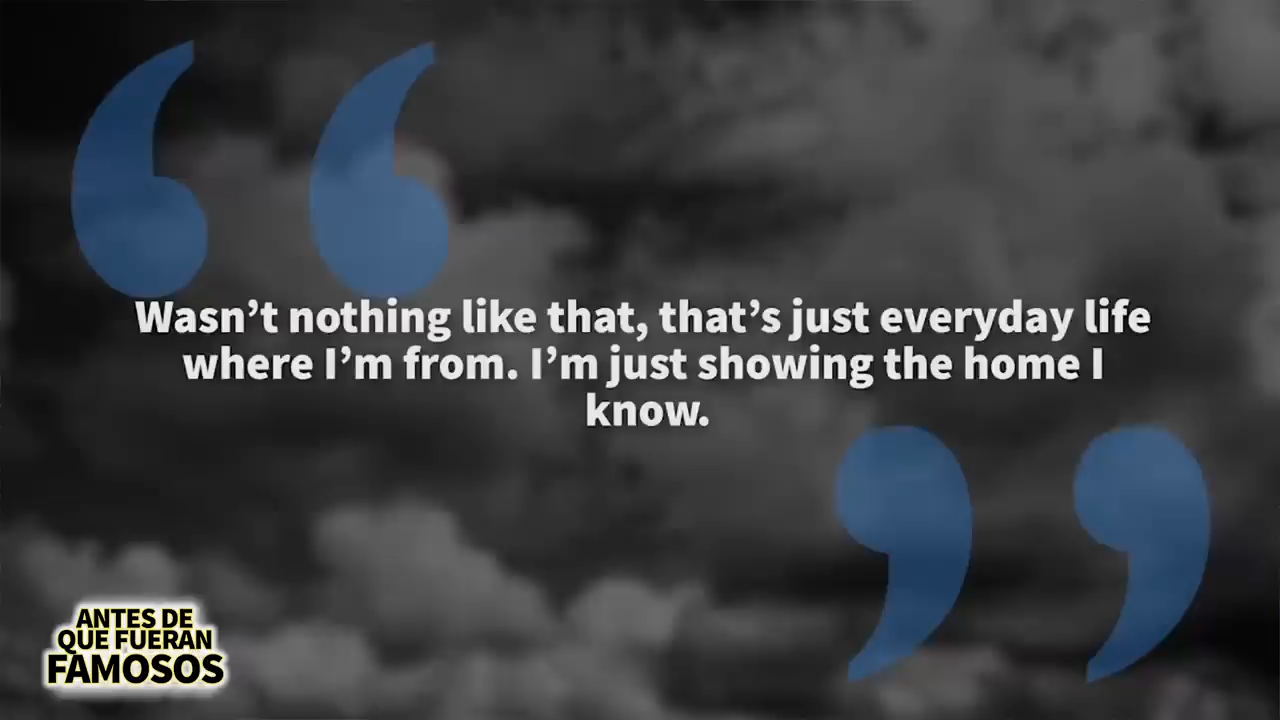 Wasn’t nothing like that, that’s just everyday life
where I’m from. I’m just showing the home I
know.
ANTES DE
QUE FUERAN
FAMOSOS